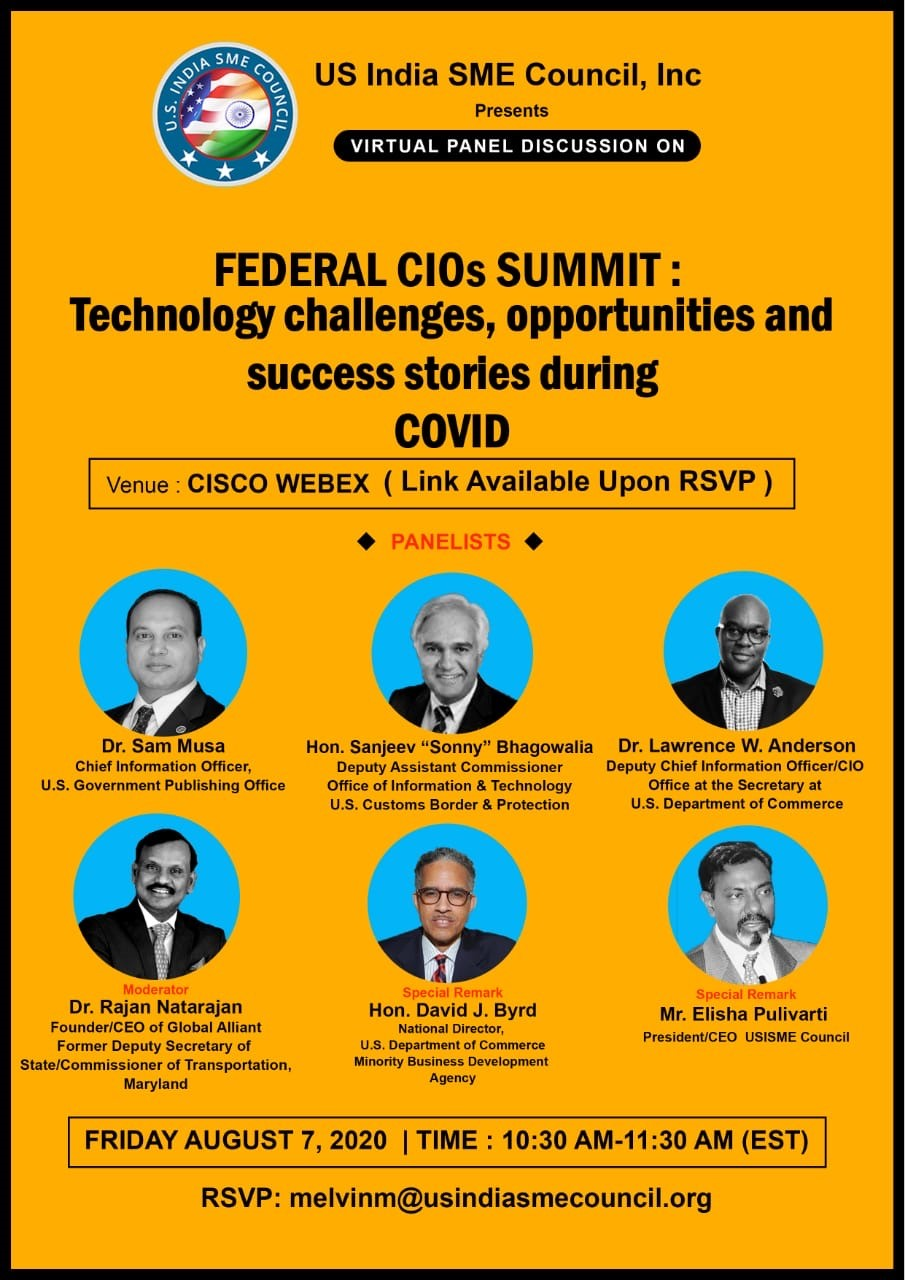 U.S. INDIA SME COUNCIL
US India SME Council, Inc
Presents
VIRTUAL PANEL DISCUSSION ON
FEDERAL CIOs SUMMIT :
Technology challenges, opportunities and
success stories during
COVID
Venue : CISCO WEBEX ( Link Available Upon RSVP )
PANELISTS
Dr. Sam Musa
Chief Information Officer,
U.S. Government Publishing Office
Hon. Sanjeev “Sonny” Bhagowalia
Deputy Assistant Commissioner
Office of Information & Technology
U.S. Customs Border & Protection
Dr. Lawrence W. Anderson
Deputy Chief Information Officer/CIO
Office at the Secretary at
U.S. Department of Commerce
Moderator
Dr. Rajan Natarajan
Founder/CEO of Global Alliant
Former Deputy Secretary of
State/Commissioner of Transportation,
Maryland
Special Remark
Hon. David J. Byrd
National Director,
U.S. Department of Commerce
Minority Business Development
Agency
Special Remark
Mr. Elisha Pulivarti
President/CEO USISME Council
FRIDAY AUGUST 7, 2020 | TIME : 10:30 AM-11:30 AM (EST)
RSVP: melvinm@usindiasmecouncil.org